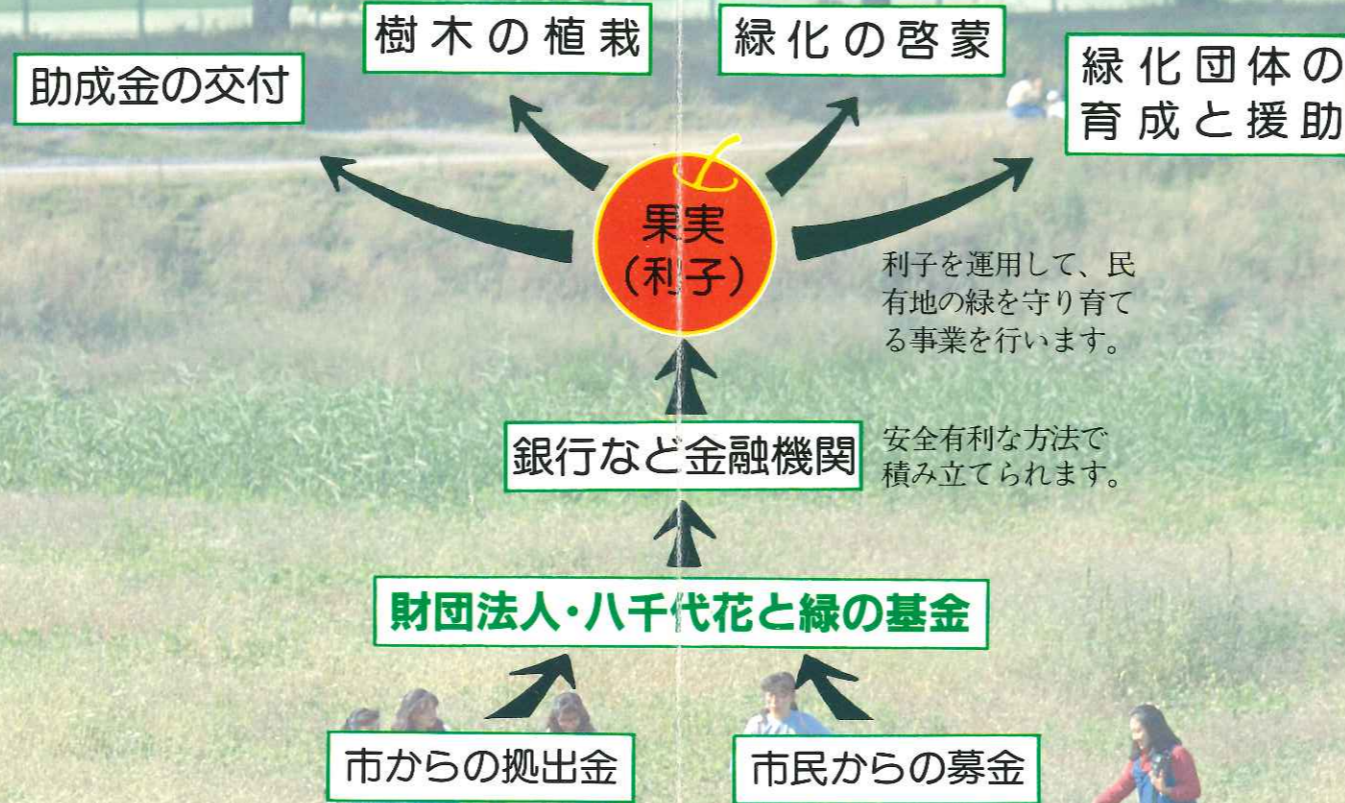 樹木の植栽
緑化の啓蒙
助成金の交付
緑化団体の
育成と援助
果実
(利子)
利子を運用して、民
有地の緑を守り育て
る事業を行います。
銀行など金融機関
安全有利な方法で
積み立てられます。
財団法人・八千代花と緑の基金
市からの拠出金
市民からの募金